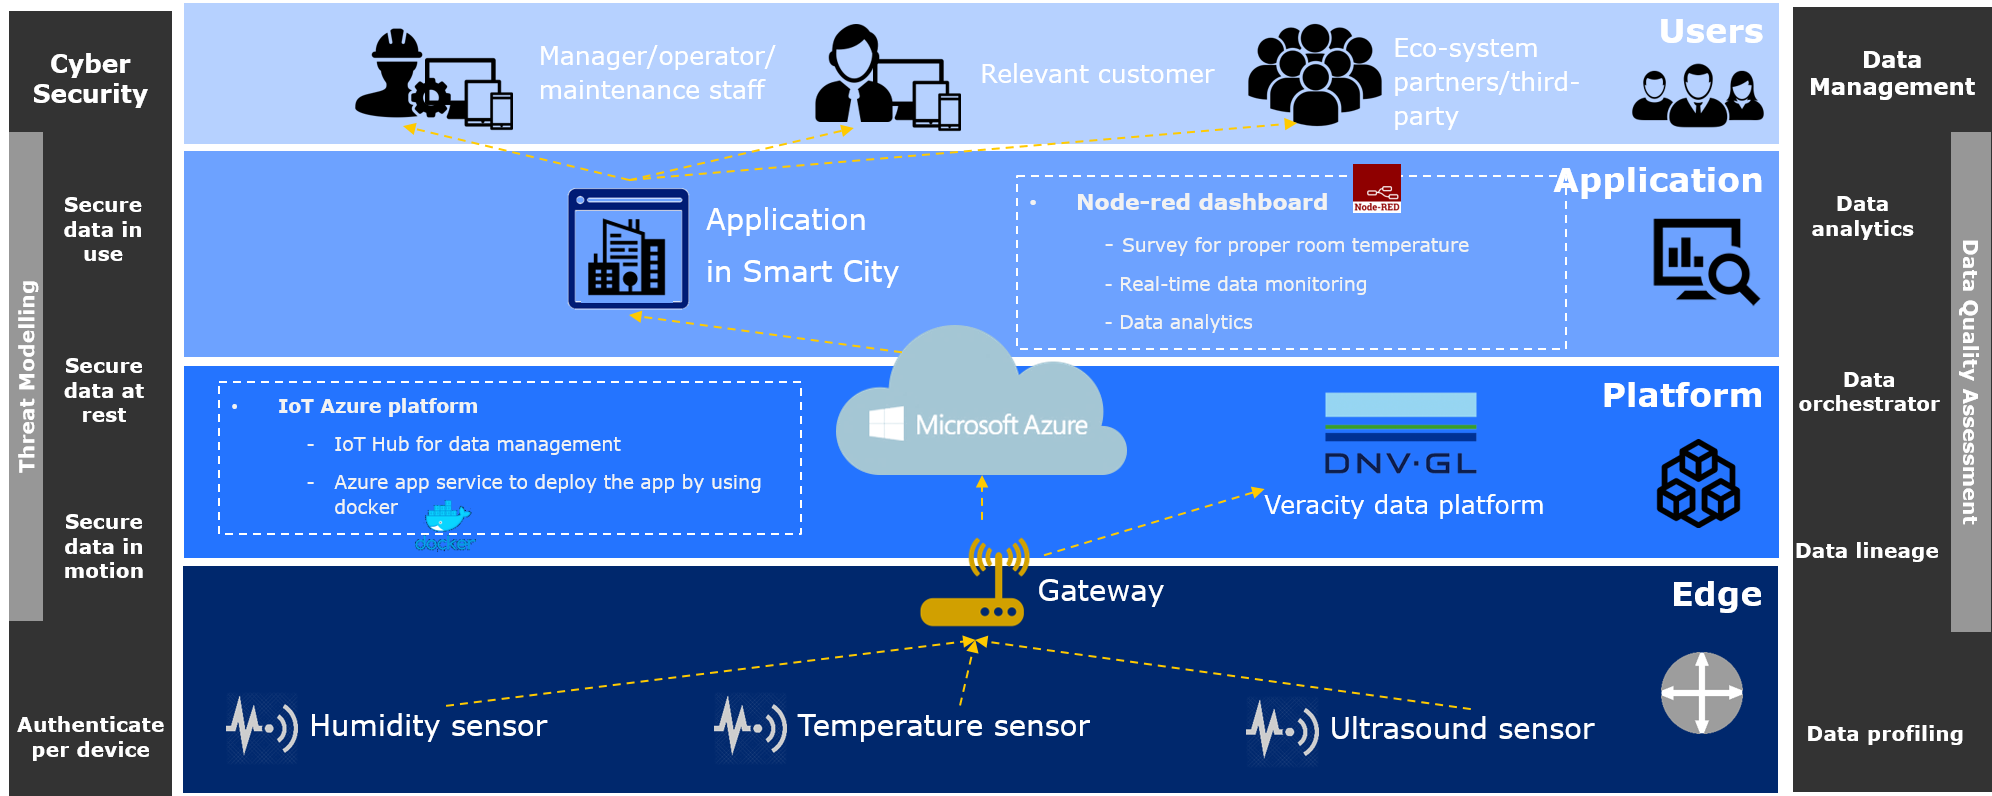 Cyber
Security
Threat Modelling
Secure
data in
use
Secure
data at
rest
Secure
data in
motion
Authenticate
per device
Users
Manager/operator/
maintenance staff
Relevant customer
Eco-system
partners/third-
party
Application
Application
in Smart City
• Node-red dashboard
Node-RED
- Survey for proper room temperature
- Real-time data monitoring
- Data analytics
Platform
• IoT Azure platform
- IoT Hub for data management
- Azure app service to deploy the app by using
docker
docker
Microsoft Azure
DNV·GL
Veracity data platform
Edge
Gateway
Humidity sensor
Temperature sensor
Ultrasound sensor
Data
Management
Data Quality Assessment
Data
analytics
Data
orchestrator
Data lineage
Data profiling